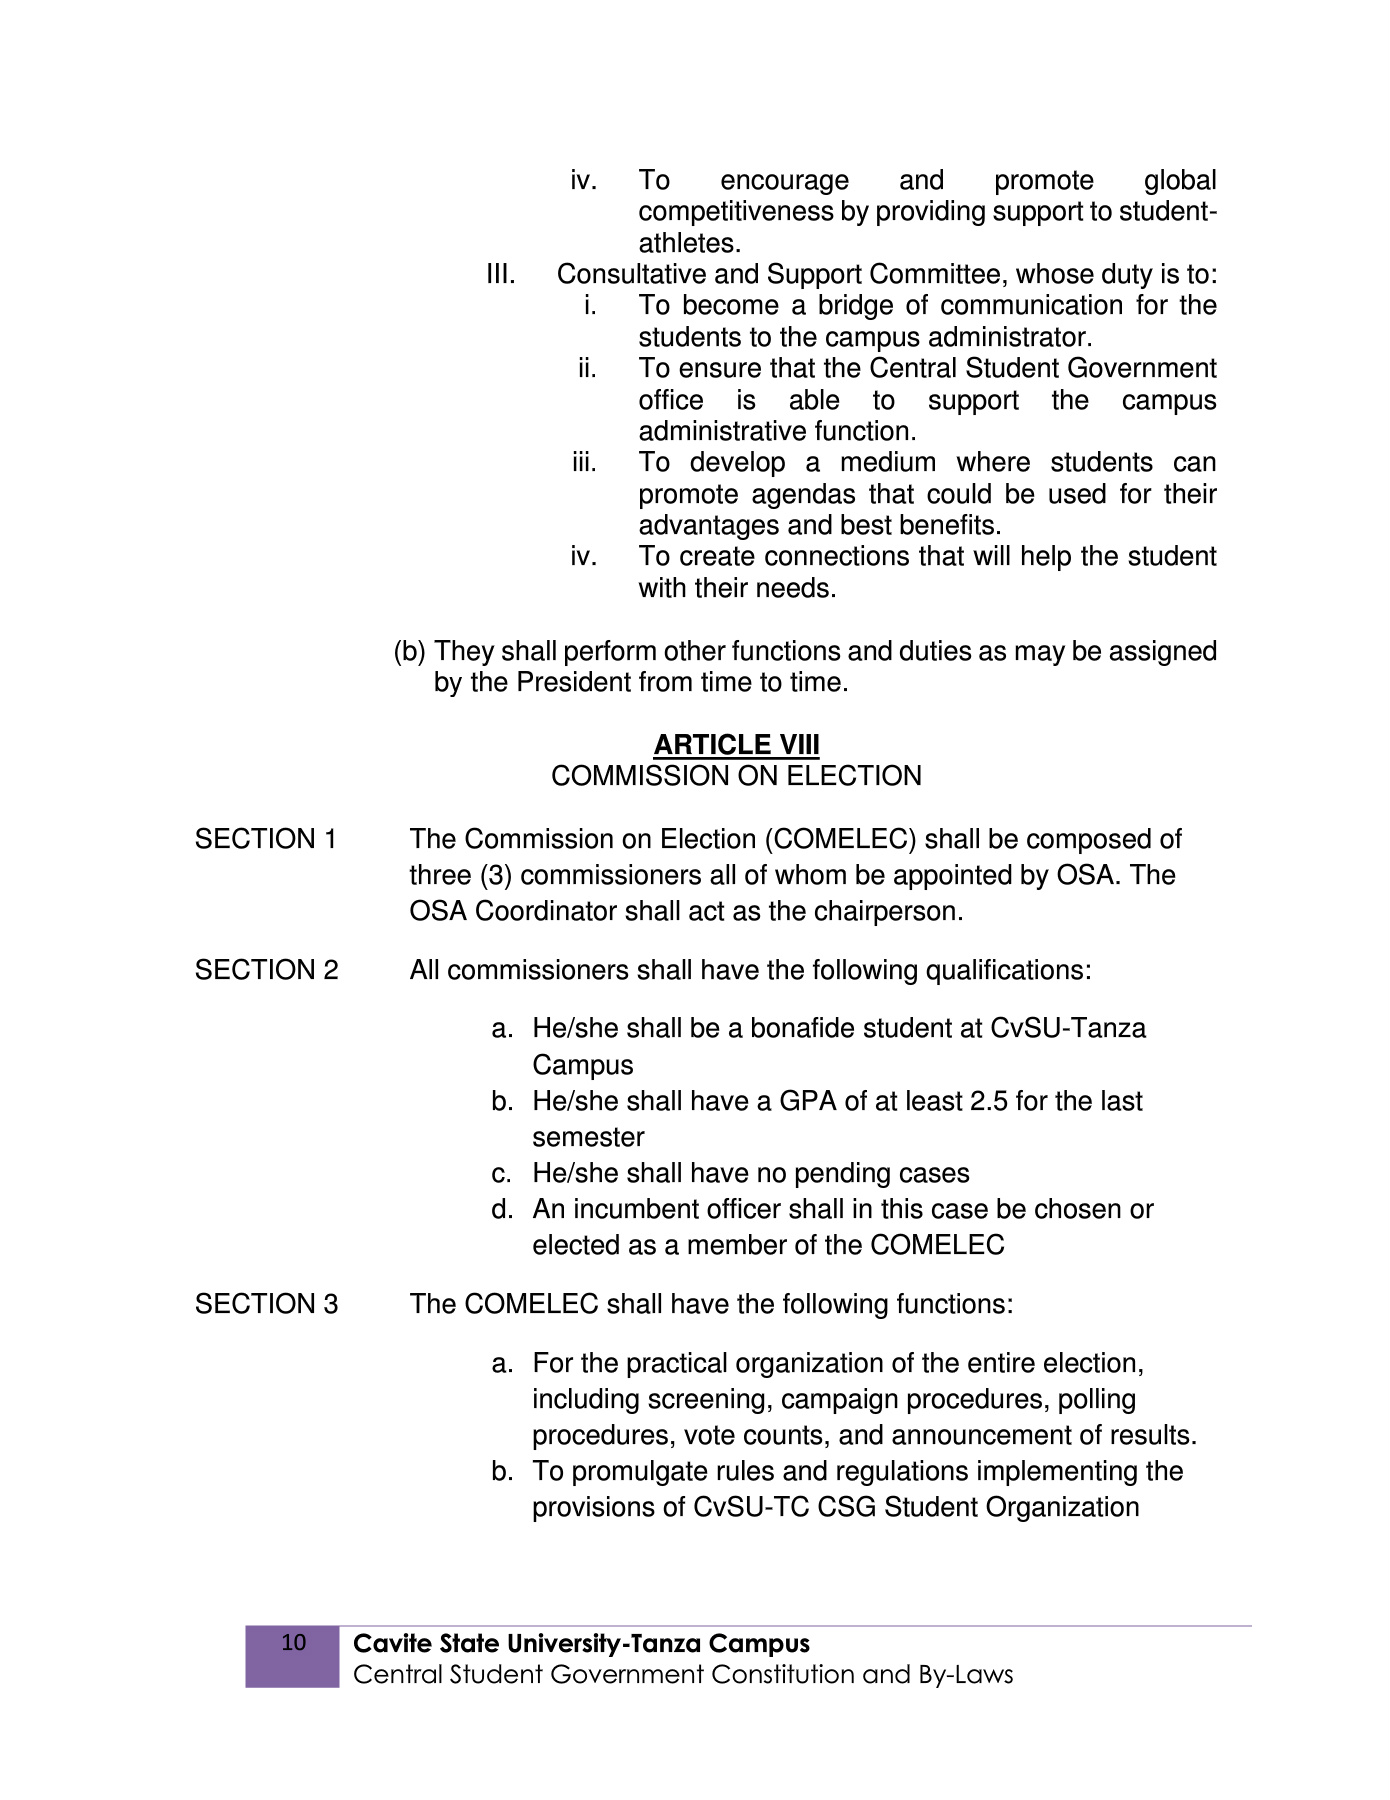 iv. To encourage and promote global
competitiveness by providing support to student-
athletes.
III. Consultative and Support Committee, whose duty is to:
i. To become a bridge of communication for the
students to the campus administrator.
ii. To ensure that the Central Student Government
office is able to support the campus
administrative function.
iii. To develop a medium where students can
promote agendas that could be used for their
advantages and best benefits.
iv. To create connections that will help the student
with their needs.
(b) They shall perform other functions and duties as may be assigned
by the President from time to time.
ARTICLE VIII
COMMISSION ON ELECTION
SECTION 1 The Commission on Election (COMELEC) shall be composed of
three (3) commissioners all of whom be appointed by OSA. The
OSA Coordinator shall act as the chairperson.
SECTION 2 All commissioners shall have the following qualifications:
a. He/she shall be a bonafide student at CvSU-Tanza
Campus
b. He/she shall have a GPA of at least 2.5 for the last
semester
c. He/she shall have no pending cases
d. An incumbent officer shall in this case be chosen or
elected as a member of the COMELEC
SECTION 3 The COMELEC shall have the following functions:
a. For the practical organization of the entire election,
including screening, campaign procedures, polling
procedures, vote counts, and announcement of results.
b. To promulgate rules and regulations implementing the
provisions of CvSU-TC CSG Student Organization
10 Cavite State University-Tanza Campus
Central Student Government Constitution and By-Laws